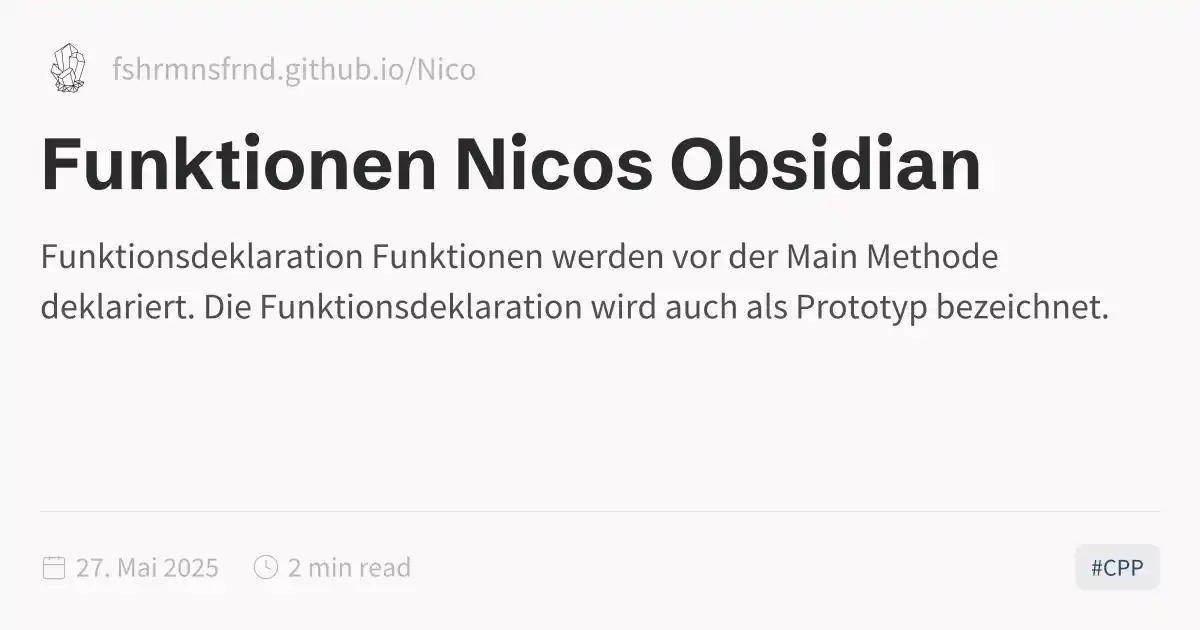 fshrmnsfrnd.github.io/Nico
Funktionen Nicos Obsidian
Funktionsdeklaration Funktionen werden vor der Main Methode
deklariert. Die Funktionsdeklaration wird auch als Prototyp bezeichnet.
27. Mai 2025 2 min read #CPP